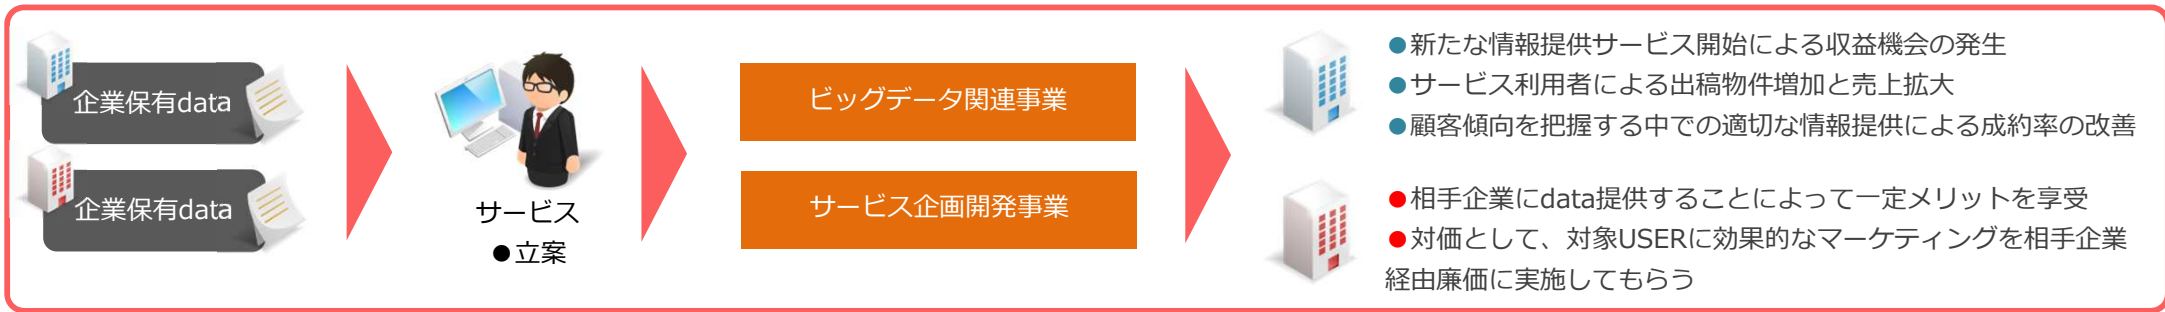 企業保有data
企業保有data
サービス
●立案
ビッグデータ関連事業
サービス企画開発事業
●新たな情報提供サービス開始による収益機会の発生
●サービス利用者による出稿物件増加と売上拡大
●顧客傾向を把握する中での適切な情報提供による成約率の改善
●相手企業にdata提供することによって一定メリットを享受
●対価として、対象USERに効果的なマーケティングを相手企業
経由廉価に実施してもらう